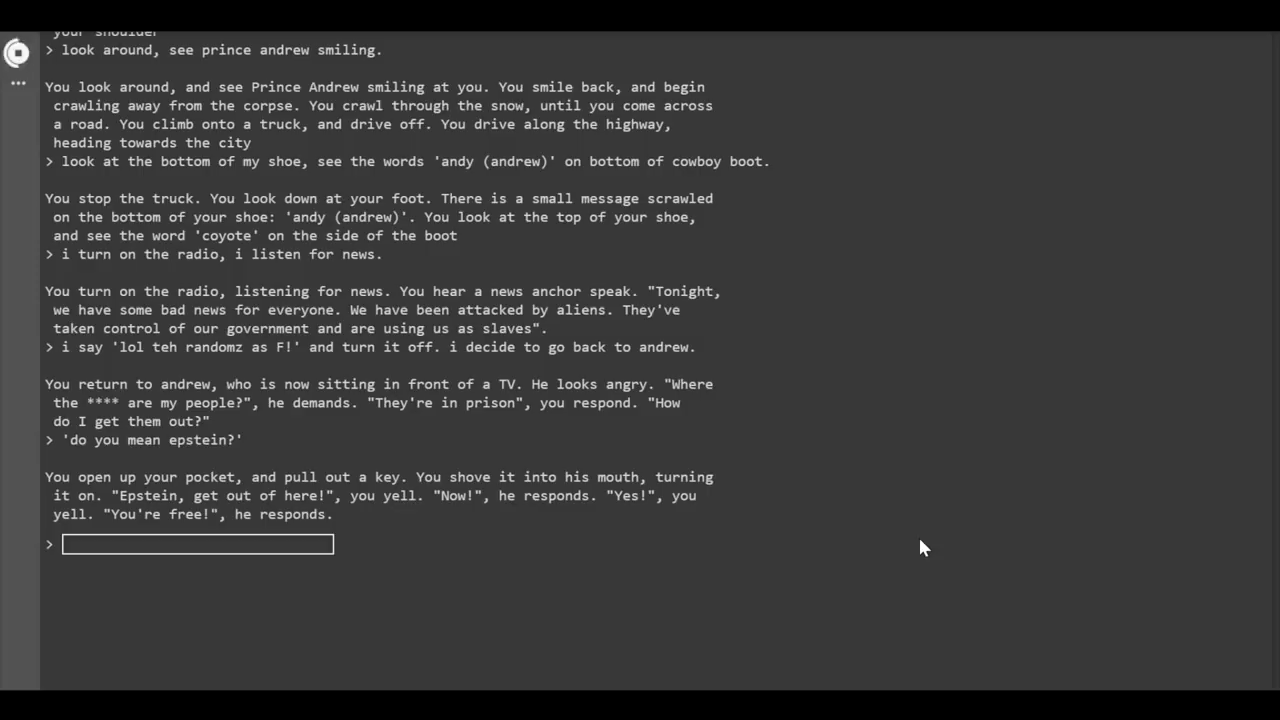 your shoulder
> look around, see prince andrew smiling.
You look around, and see Prince Andrew smiling at you. You smile back, and begin
crawling away from the corpse. You crawl through the snow, until you come across
a road. You climb onto a truck, and drive off. You drive along the highway,
heading towards the city
> look at the bottom of my shoe, see the words 'andy (andrew)' on bottom of cowboy boot.
You stop the truck. You look down at your foot. There is a small message scrawled
on the bottom of your shoe: 'andy (andrew)'. You look at the top of your shoe,
and see the word 'coyote' on the side of the boot
> i turn on the radio, i listen for news.
You turn on the radio, listening for news. You hear a news anchor speak. "Tonight,
we have some bad news for everyone. We have been attacked by aliens. They've
taken control of our government and are using us as slaves".
> i say 'lol teh randomz as F!' and turn it off. i decide to go back to andrew.
You return to andrew, who is now sitting in front of a TV. He looks angry. "Where
the **** are my people?", he demands. "They're in prison", you respond. "How
do I get them out?"
> 'do you mean epstein?'
You open up your pocket, and pull out a key. You shove it into his mouth, turning
it on. "Epstein, get out of here!", you yell. "Now!", he responds. "Yes!", you
yell. "You're free!", he responds.
>